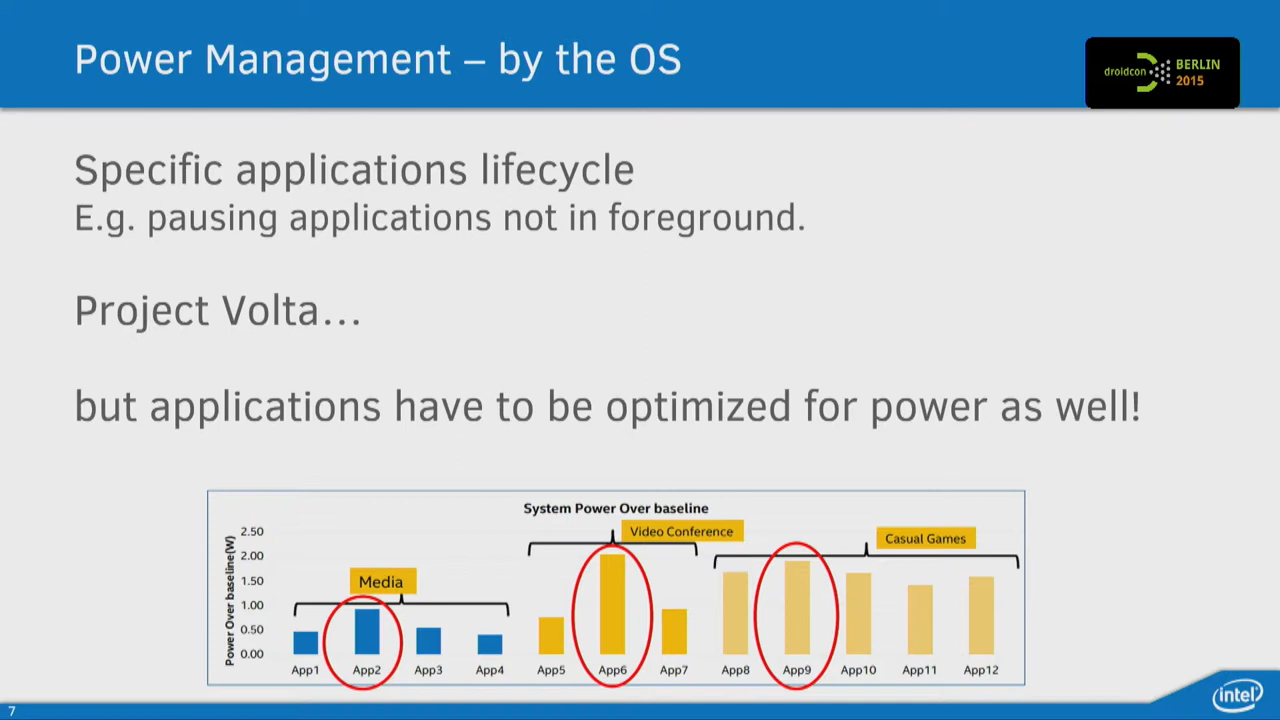 Power Management – by the OS
droidcon
BERLIN
2015
Specific applications lifecycle
E.g. pausing applications not in foreground.
Project Volta…
but applications have to be optimized for power as well!
System Power Over baseline
Power Over baseline(W)
2.50
2.00
1.50
1.00
0.50
0.00
Media
Video Conference
Casual Games
App1 App2 App3 App4 App5 App6 App7 App8 App9 App10 App11 App12
7
intel